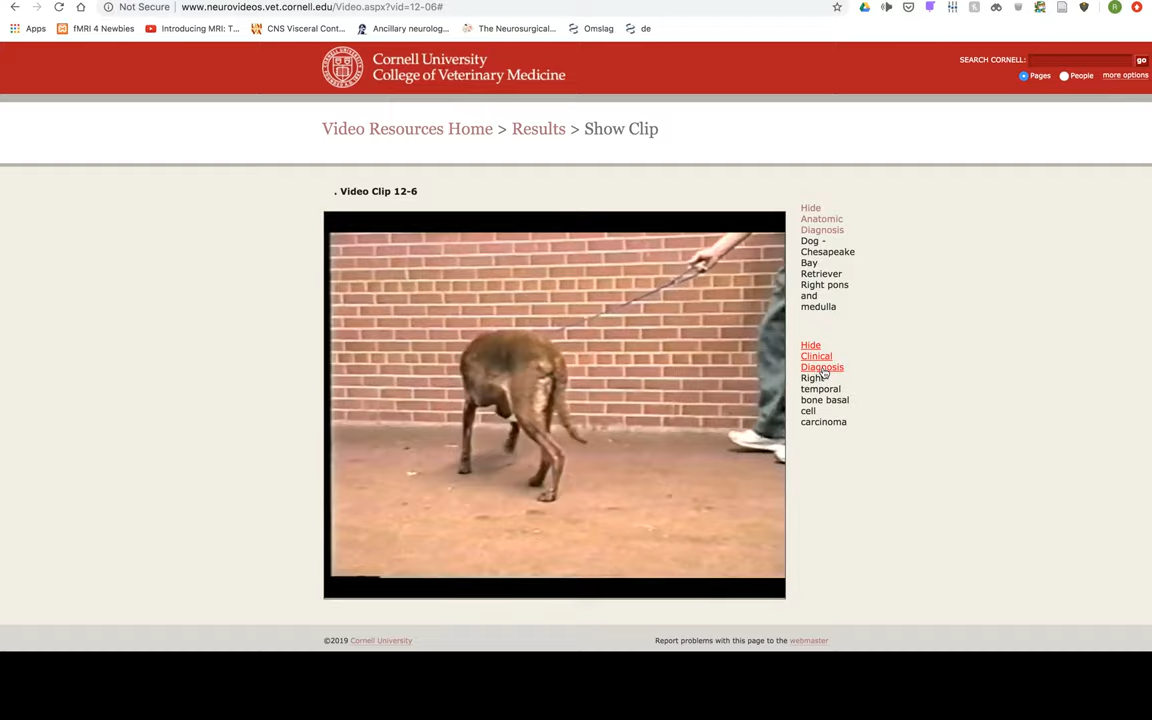 Not Secure www.neurovideos.vet.cornell.edu/Video.aspx?vid=12-06#
Apps fMRI 4 Newbies Introducing MRI: T... CNS Visceral Cont... Ancillary neurolog... The Neurosurgical... Omslag de
Cornell University
College of Veterinary Medicine
SEARCH CORNELL: go
Pages People more options
Video Resources Home > Results > Show Clip
. Video Clip 12-6
Hide
Anatomic
Diagnosis
Dog -
Chesapeake
Bay
Retriever
Right pons
and
medulla
Hide
Clinical
Diagnosis
Right
temporal
bone basal
cell
carcinoma
©2019 Cornell University
Report problems with this page to the webmaster